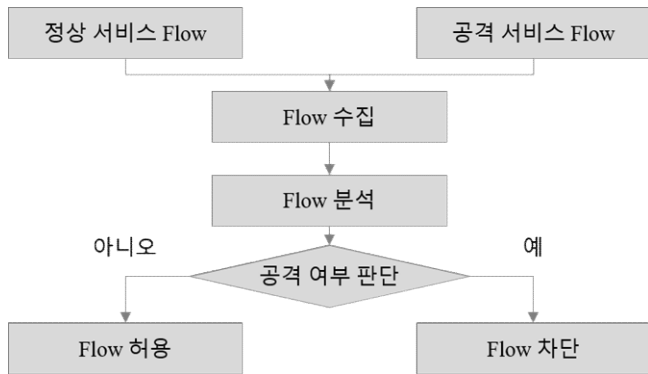 정상 서비스 Flow
공격 서비스 Flow
Flow 수집
Flow 분석
아니오
예
공격 여부 판단
Flow 허용
Flow 차단